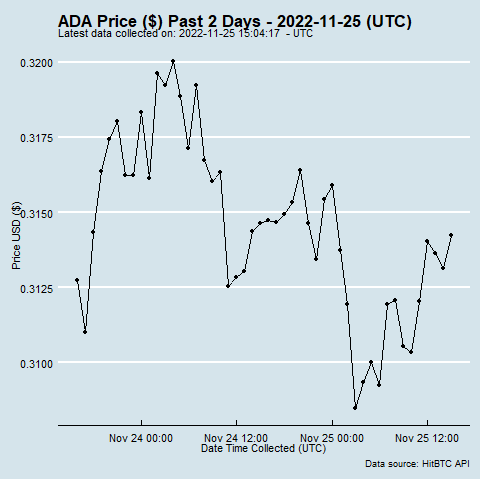 ADA Price ($) Past 2 Days - 2022-11-25 (UTC)
Latest data collected on: 2022-11-25 15:04:17 - UTC
0.3200
0.3175
0.3150
0.3125
0.3100
Price USD ($)
Nov 24 00:00
Nov 24 12:00
Nov 25 00:00
Nov 25 12:00
Date Time Collected (UTC)
Data source: HitBTC API